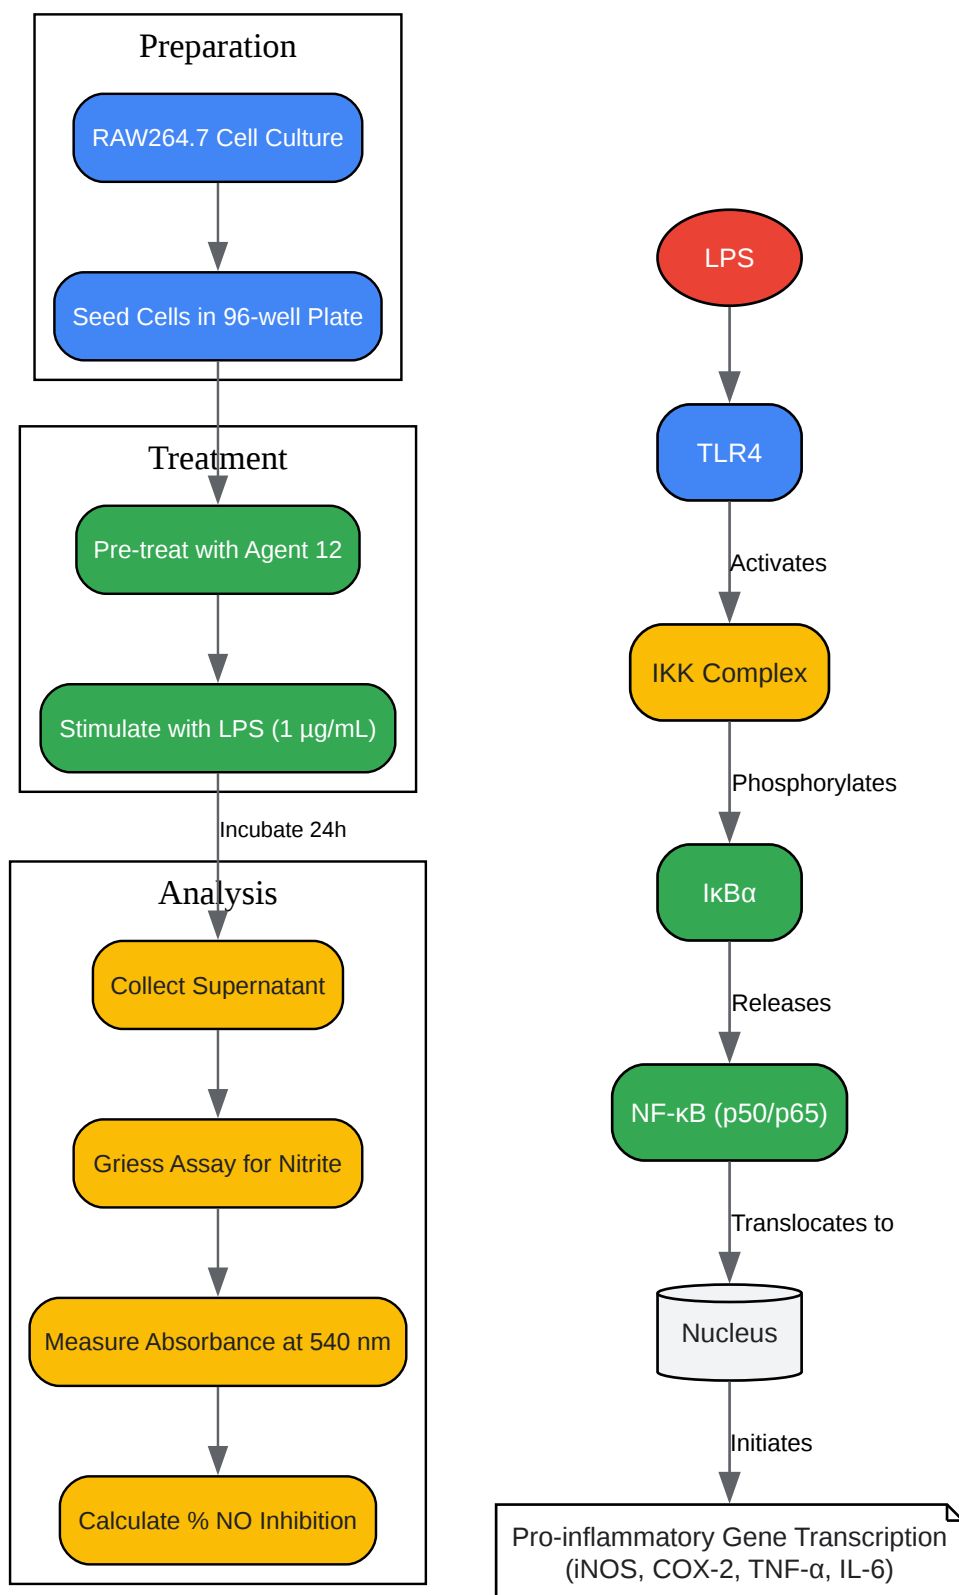 Preparation
RAW264.7 Cell Culture
Seed Cells in 96-well Plate
Treatment
Pre-treat with Agent 12
Stimulate with LPS (1 µg/mL)
Incubate 24h
Analysis
Collect Supernatant
Griess Assay for Nitrite
Measure Absorbance at 540 nm
Calculate % NO Inhibition
LPS
TLR4
Activates
IKK Complex
Phosphorylates
IκBα
Releases
NF-κB (p50/p65)
Translocates to
Nucleus
Initiates
Pro-inflammatory Gene Transcription
(iNOS, COX-2, TNF-α, IL-6)